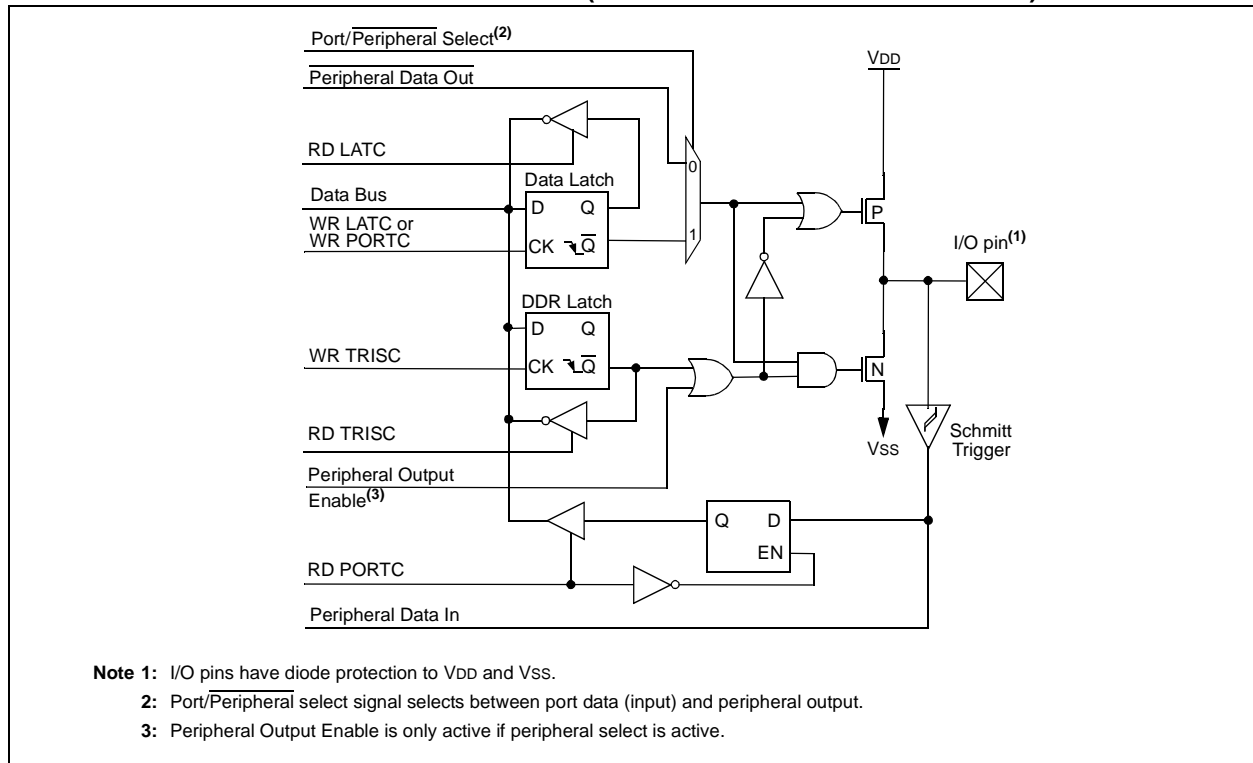 Port/Peripheral Select(2)
Peripheral Data Out
VDD
RD LATC
Data Latch
0
Data Bus
D Q
WR LATC or
WR PORTC
CK Q
1
P
I/O pin(1)
DDR Latch
D Q
WR TRISC
CK Q
N
RD TRISC
VSS
Schmitt
Trigger
Peripheral Output
Enable(3)
Q D
EN
RD PORTC
Peripheral Data In
Note 1: I/O pins have diode protection to VDD and VSS.
2: Port/Peripheral select signal selects between port data (input) and peripheral output.
3: Peripheral Output Enable is only active if peripheral select is active.